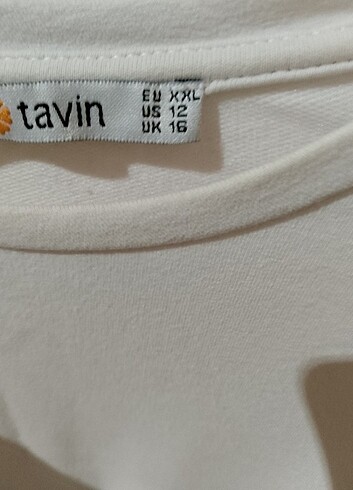 tavin
EU XXL
US 12
UK 16